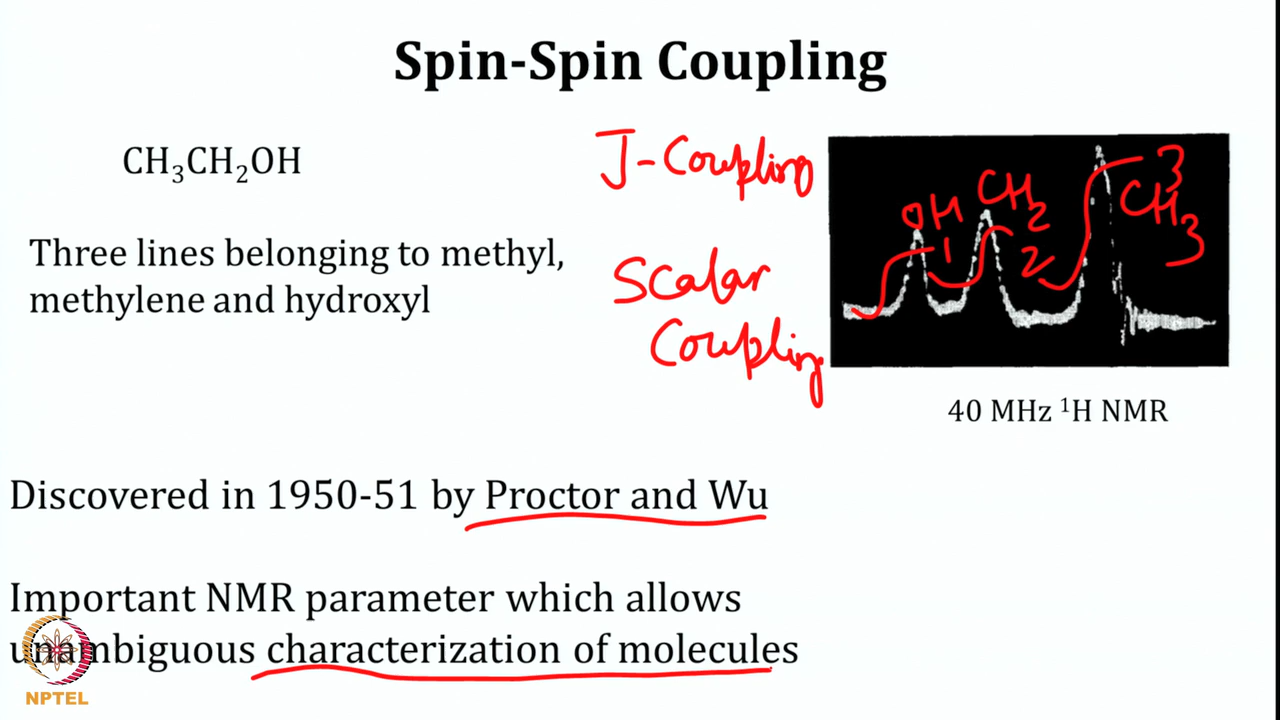 Spin-Spin Coupling
CH₃CH₂OH
Three lines belonging to methyl,
methylene and hydroxyl
J-Coupling
Scalar
Coupling
OH
1
CH₂
2
3
CH₃
40 MHz ¹H NMR
Discovered in 1950-51 by Proctor and Wu
Important NMR parameter which allows
unambiguous characterization of molecules
NPTEL